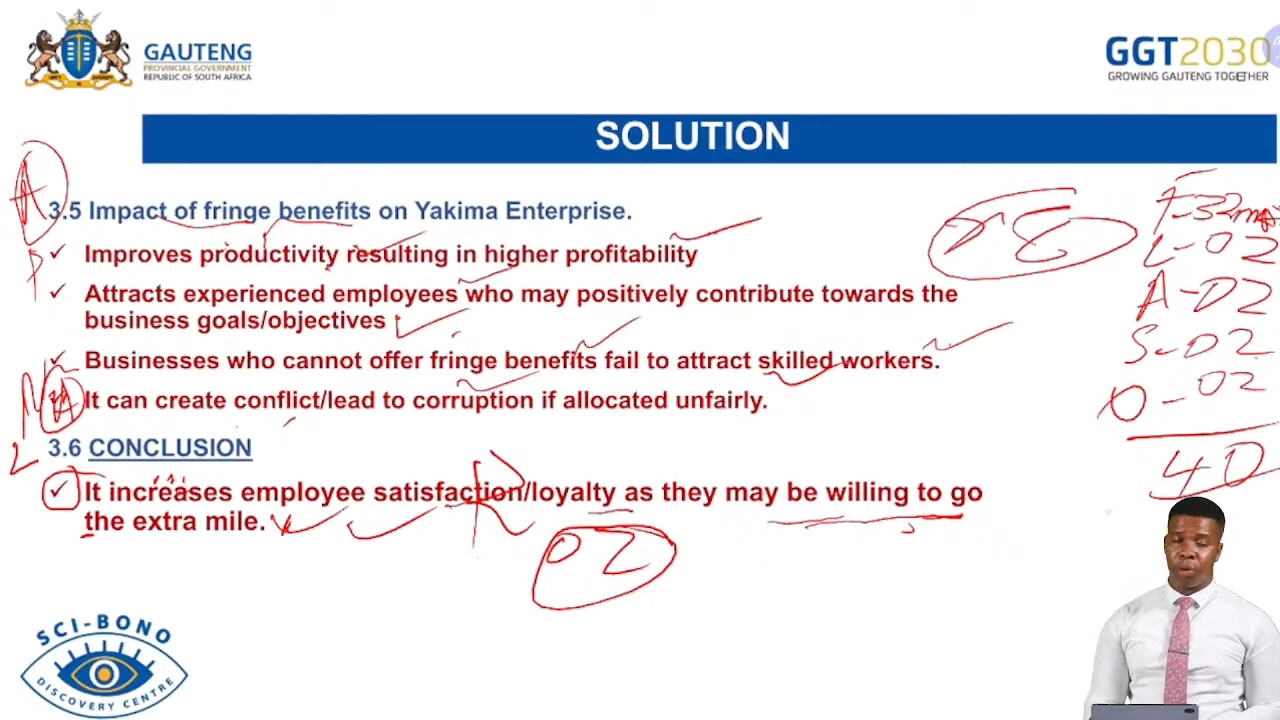 GAUTENG
PROVINCIAL GOVERNMENT
REPUBLIC OF SOUTH AFRICA
GGT2030
GROWING GAUTENG TOGETHER
SOLUTION
3.5 Impact of fringe benefits on Yakima Enterprise.
✓ Improves productivity resulting in higher profitability
✓ Attracts experienced employees who may positively contribute towards the
business goals/objectives
✓ Businesses who cannot offer fringe benefits fail to attract skilled workers.
It can create conflict/lead to corruption if allocated unfairly.
3.6 CONCLUSION
✓ It increases employee satisfaction/loyalty as they may be willing to go
the extra mile.
02
L-02
A-02
S-02
O-02
40
SCI-BONO
DISCOVERY CENTRE